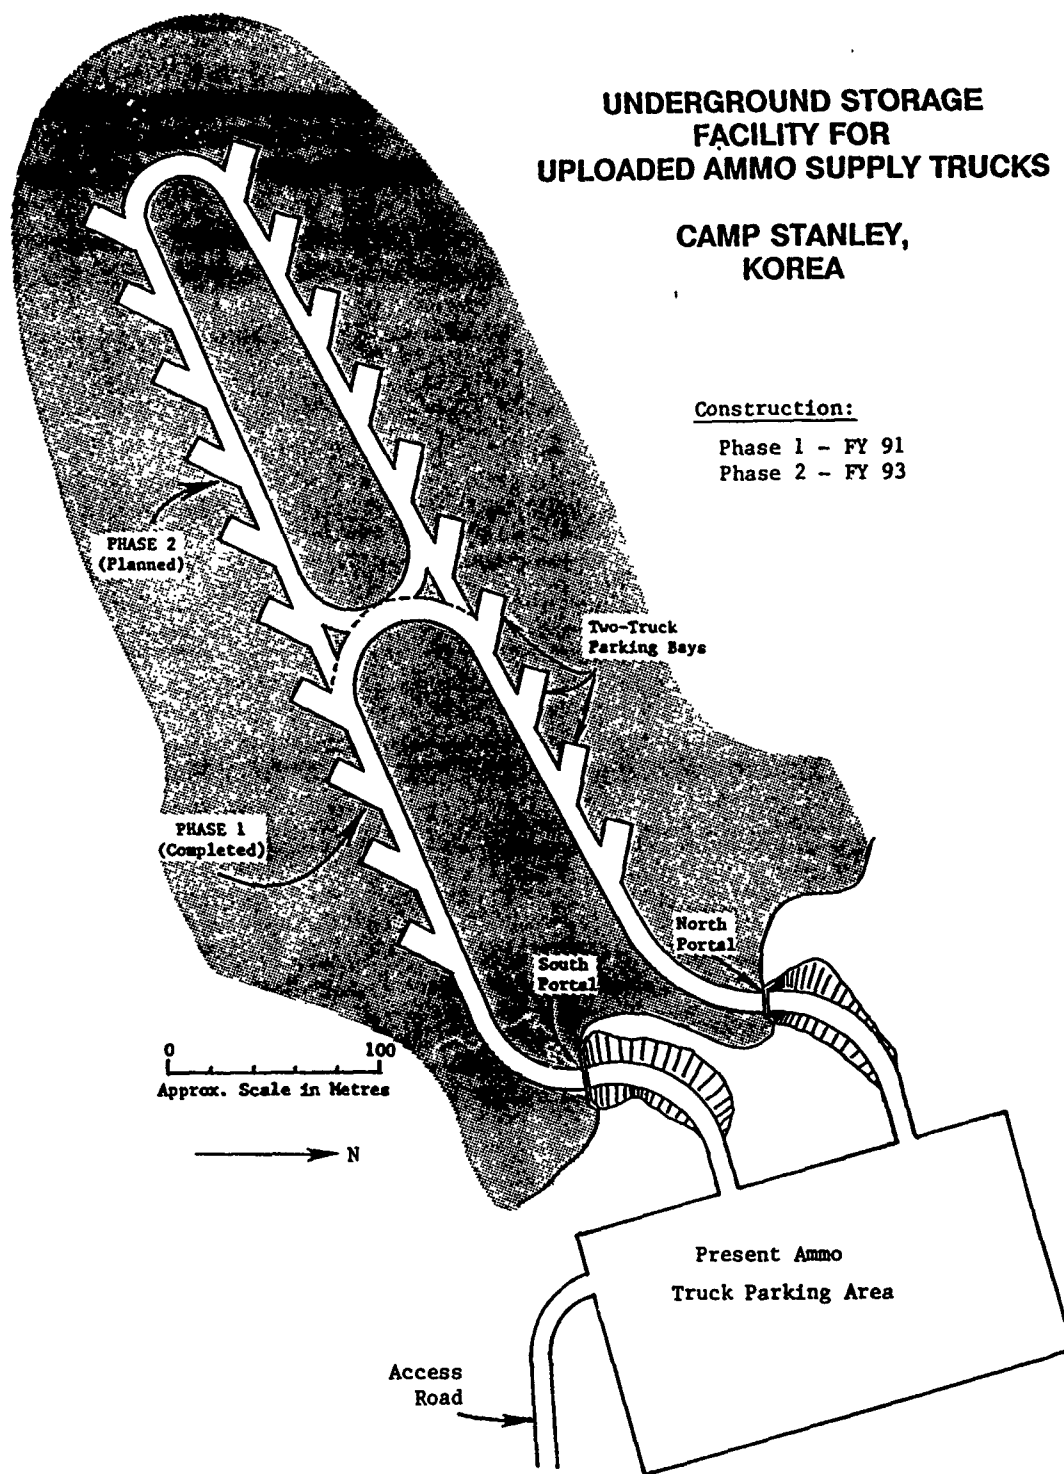 UNDERGROUND STORAGE
FACILITY FOR
UPLOADED AMMO SUPPLY TRUCKS
CAMP STANLEY,
KOREA
Construction:
Phase 1 - FY 91
Phase 2 - FY 93
PHASE 2
(Planned)
Two-Truck
Parking Bays
PHASE 1
(Completed)
North
Portal
South
Portal
0 100
Approx. Scale in Metres
N
Present Ammo
Truck Parking Area
Access
Road